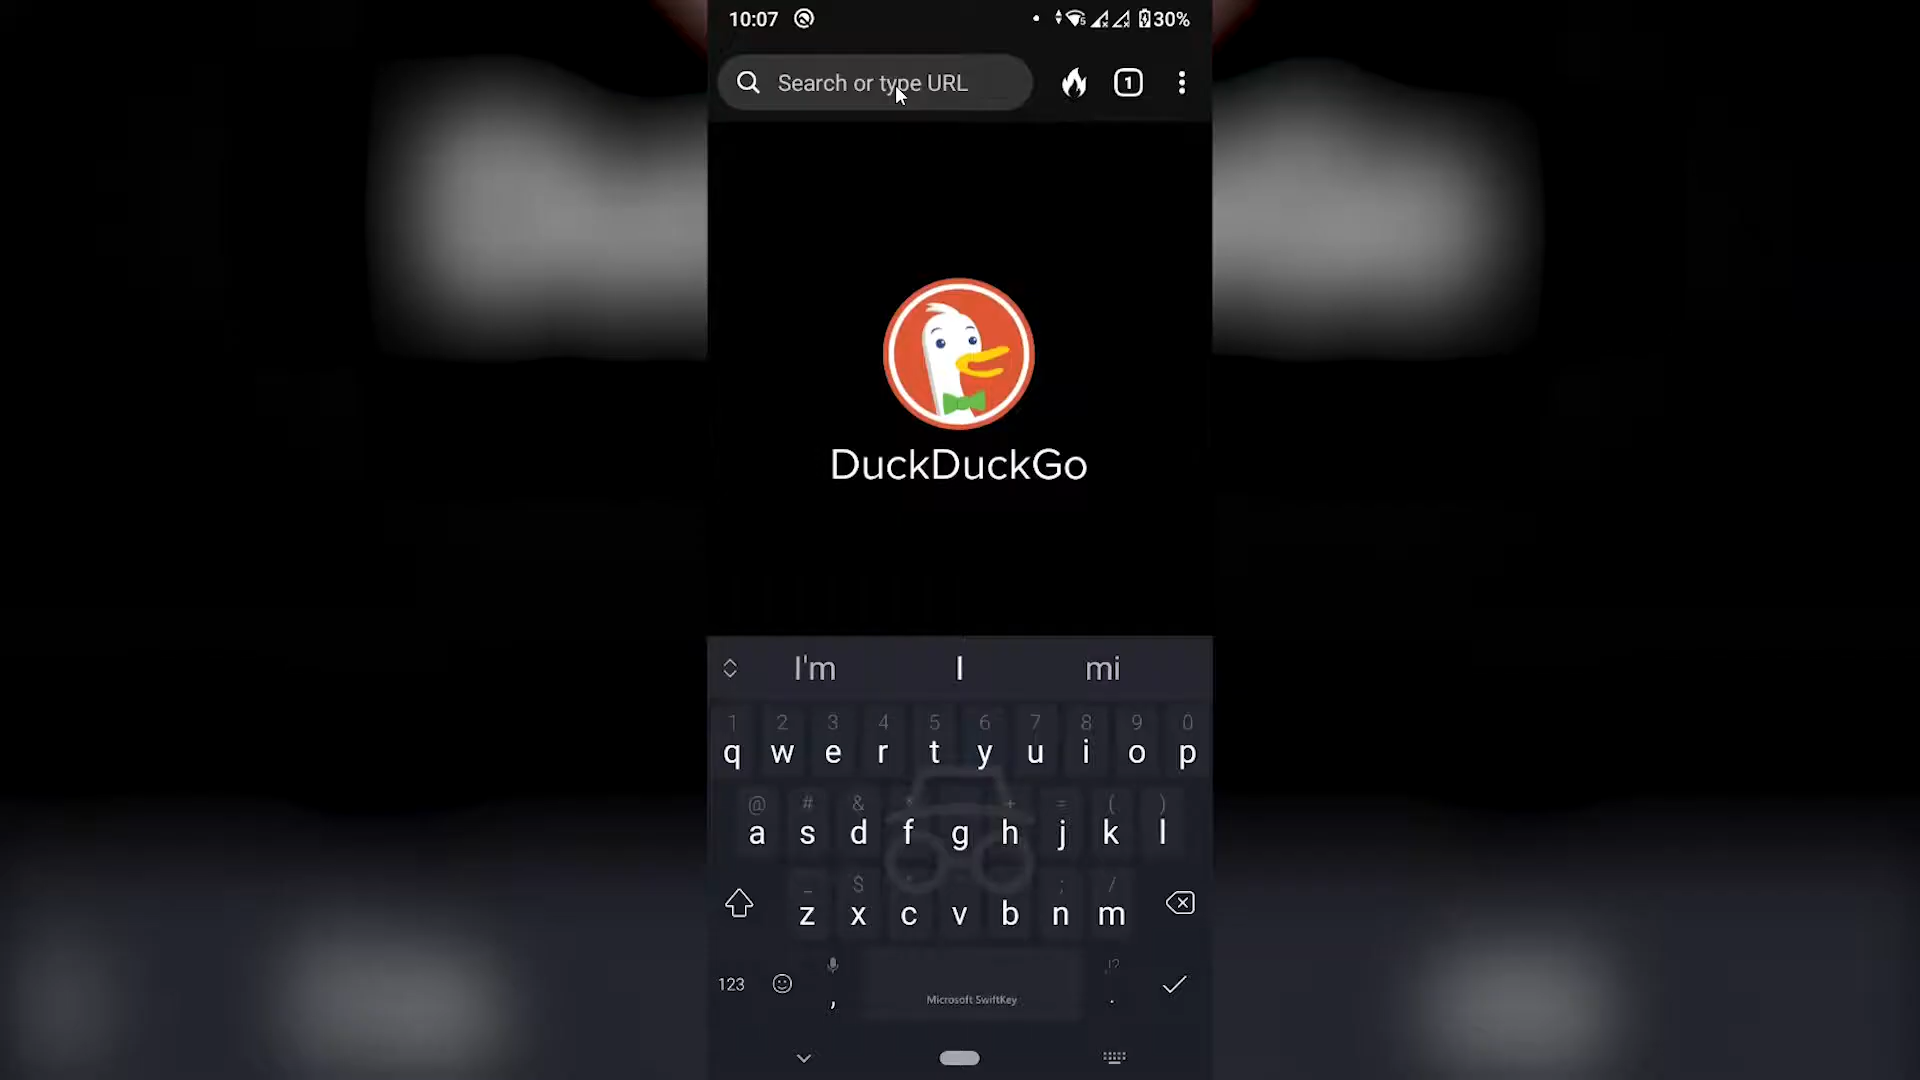 10:07 30%
Search or type URL 1
DuckDuckGo
I'm I mi
1 2 3 4 5 6 7 8 9 0
q w e r t y u i o p
@ # & * + = ( )
a s d f g h j k l
_ $ ; /
z x c v b n m
123 , Microsoft SwiftKey ,!? .